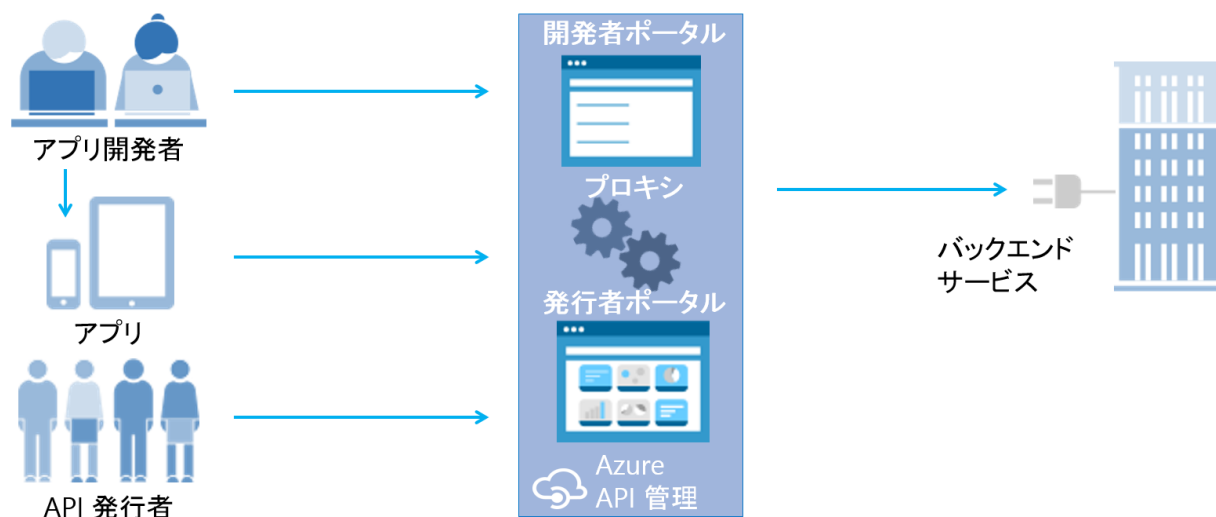 アプリ開発者
アプリ
API 発行者
開発者ポータル
プロキシ
発行者ポータル
Azure
API 管理
バックエンド
サービス